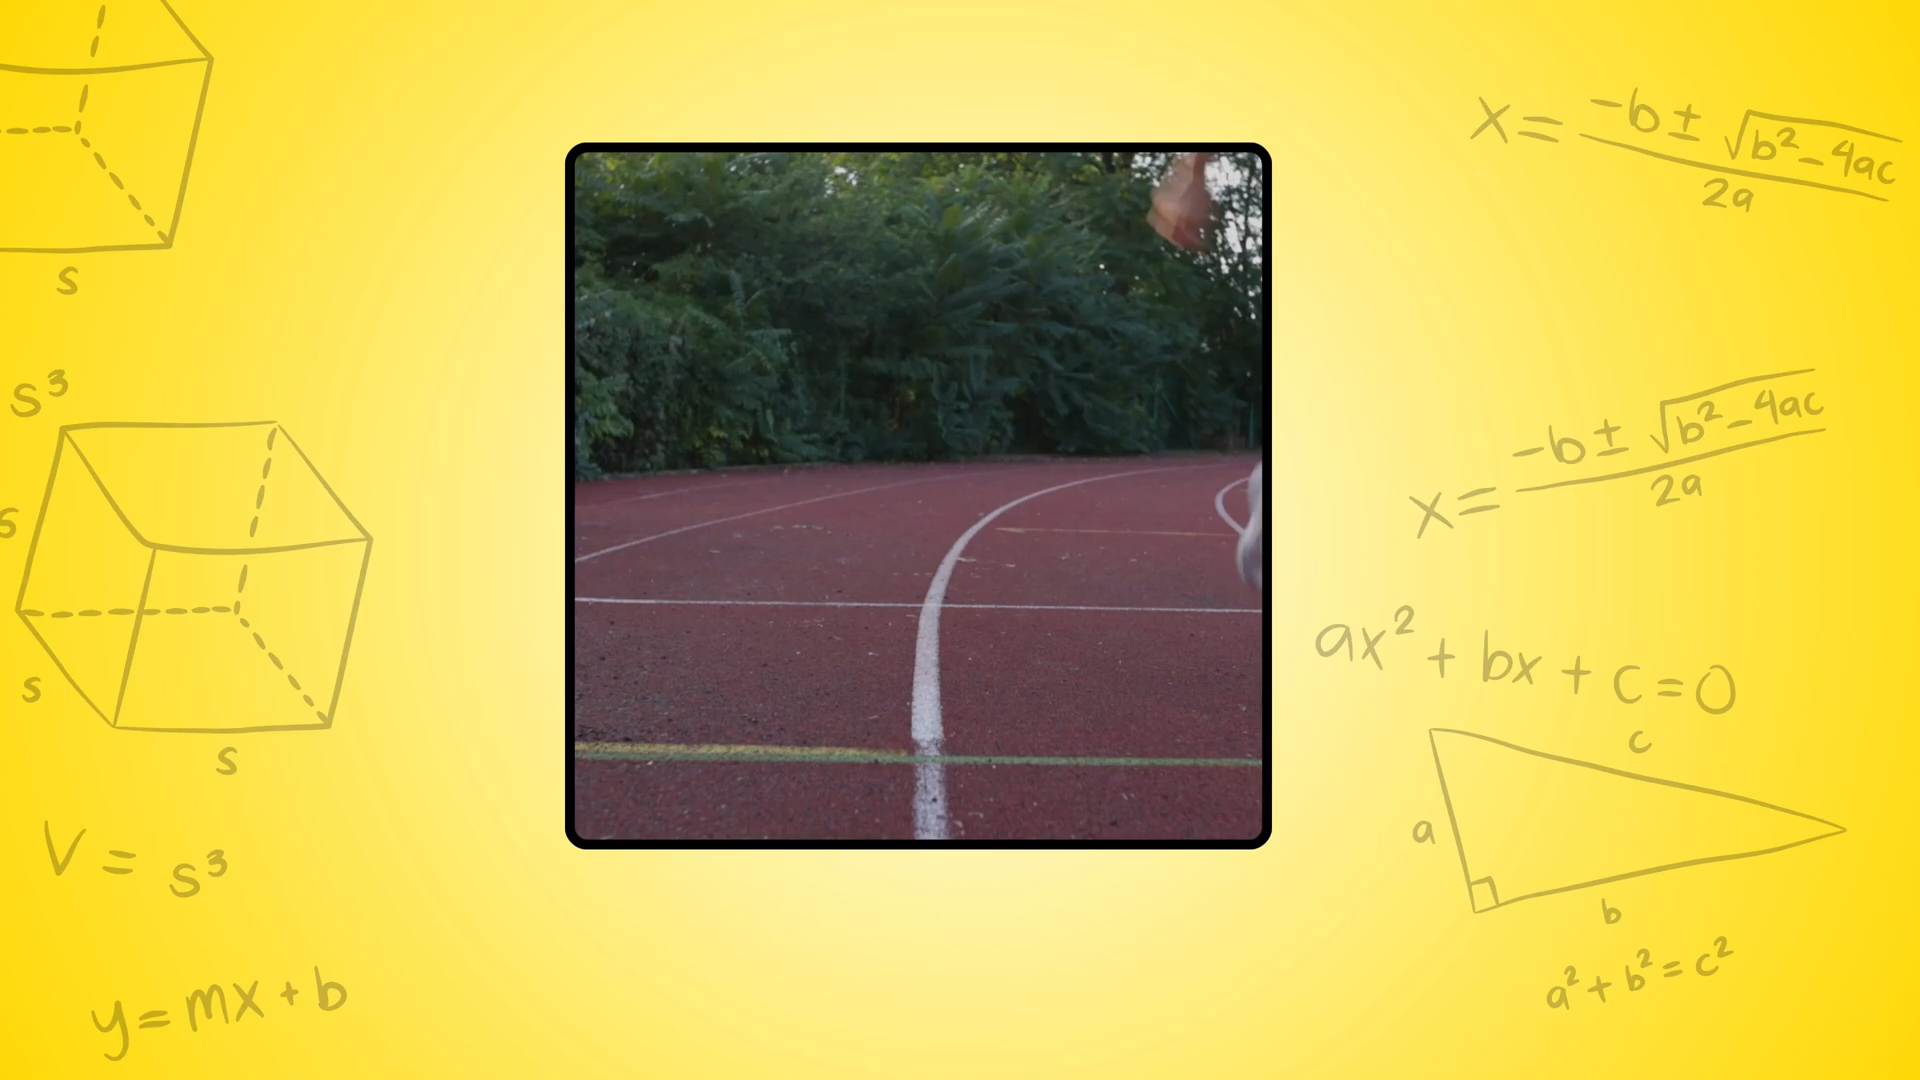 s
s³
s
s
s
V = s³
y = mx + b
x = -b ± √b² - 4ac
2a
x = -b ± √b² - 4ac
2a
ax² + bx + c = 0
c
a
b
a² + b² = c²